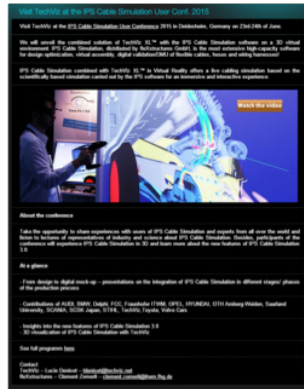 Visit TechViz at the IPS Cable Simulation User Conf. 2015
Visit TechViz at the IPS Cable Simulation User Conference 2015 in Deidesheim, Germany on 23rd-24th of June.
We will unveil the combined solution of TechViz XL™ with the IPS Cable Simulation software on a 3D virtual
environment. IPS Cable Simulation, distributed by fleXstructures GmbH, is the most extensive high-capacity software
for design optimization, virtual assembly, digital validation(DMU) of flexible cables, hoses and wiring harnesses!
IPS Cable Simulation combined with TechViz XL™ in Virtual Reality offers a live cabling simulation based on the
scientifically based simulation carried out by the IPS software for an immersive and interactive experience.
Watch the video
About the conference
Take the opportunity to share experiences with users of IPS Cable Simulation and experts from all over the world and
listen to lectures of representatives of industry and science about IPS Cable Simulation. Besides, participants of the
conference will experience IPS Cable Simulation in 3D and learn more about the new features of IPS Cable Simulation
3.0.
At a glance
- From design to digital mock-up – presentations on the integration of IPS Cable Simulation in different stages/ phases
of the production process
- Contributions of AUDI, BMW, Delphi, FCC, Fraunhofer ITWM, OPEL, HYUNDAI, OTH Amberg-Weiden, Saarland
University, SCANIA, SCSK Japan, STIHL, TechViz, Toyota, Volvo Cars
- Insights into the new features of IPS Cable Simulation 3.0
- 3D visualization of IPS Cable Simulation with TechViz
See full programm here
Contact
TechViz – Lucie Denizet –
fleXstructures – Clement Zemerli –